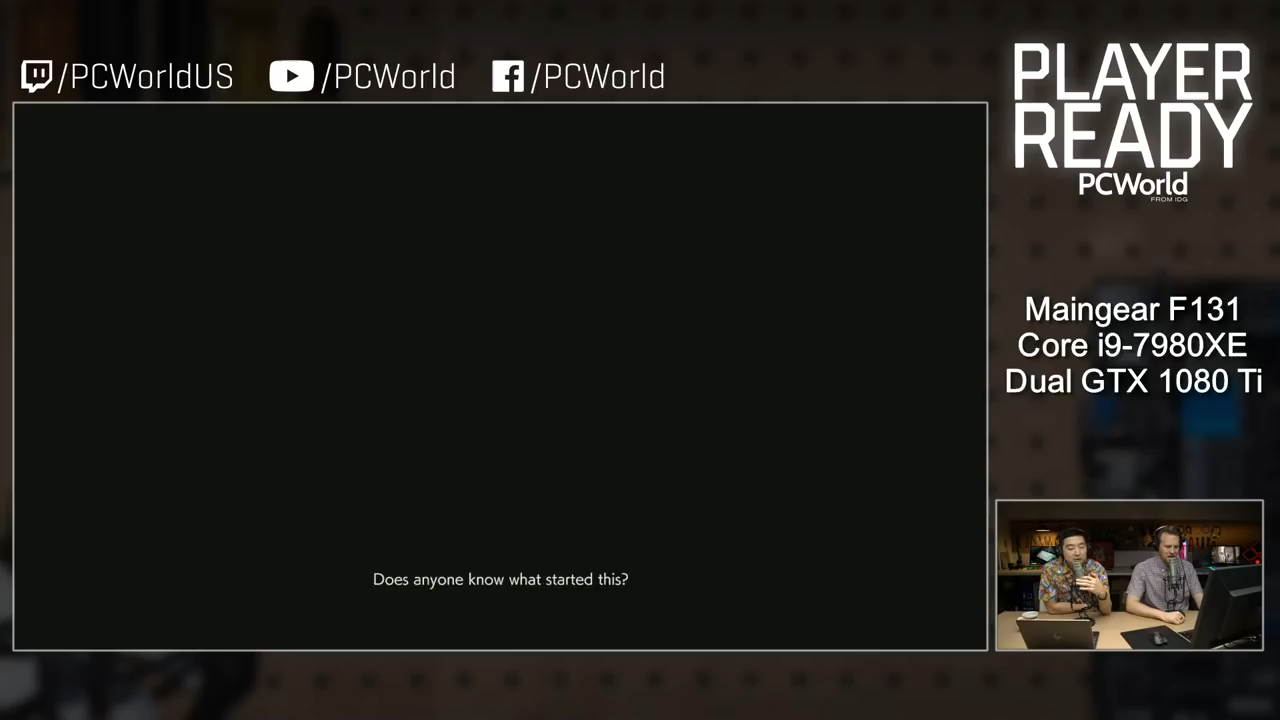 /PCWorldUS
/PCWorld
/PCWorld
PLAYER
READY
PCWorld
FROM IDG
Maingear F131
Core i9-7980XE
Dual GTX 1080 Ti
Does anyone know what started this?